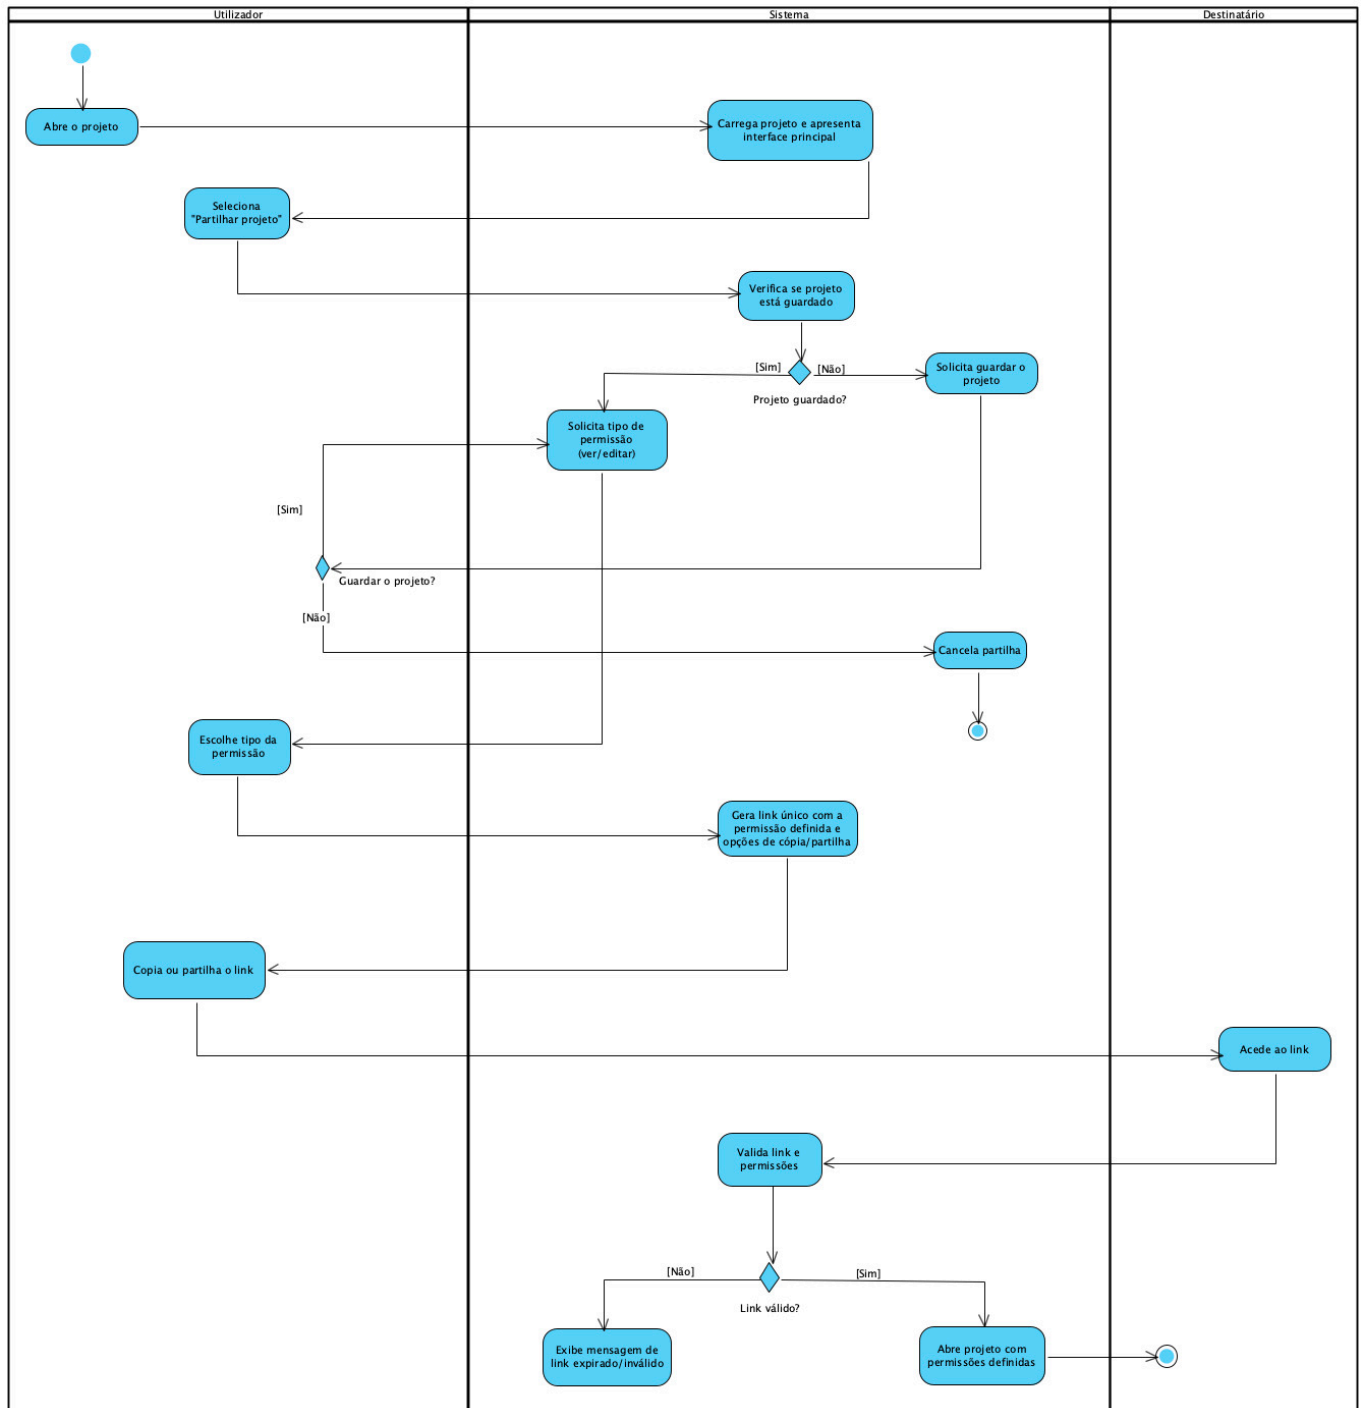 Utilizador
Sistema
Destinatário
Abre o projeto
Carrega projeto e apresenta
interface principal
Seleciona
"Partilhar projeto"
Verifica se projeto
está guardado
[Sim]
[Não]
Projeto guardado?
Solicita guardar o
projeto
Solicita tipo de
permissão
(ver/editar)
[Sim]
Guardar o projeto?
[Não]
Cancela partilha
Escolhe tipo da
permissão
Gera link único com a
permissão definida e
opções de cópia/partilha
Copia ou partilha o link
Acede ao link
Valida link e
permissões
[Não]
[Sim]
Link válido?
Exibe mensagem de
link expirado/inválido
Abre projeto com
permissões definidas